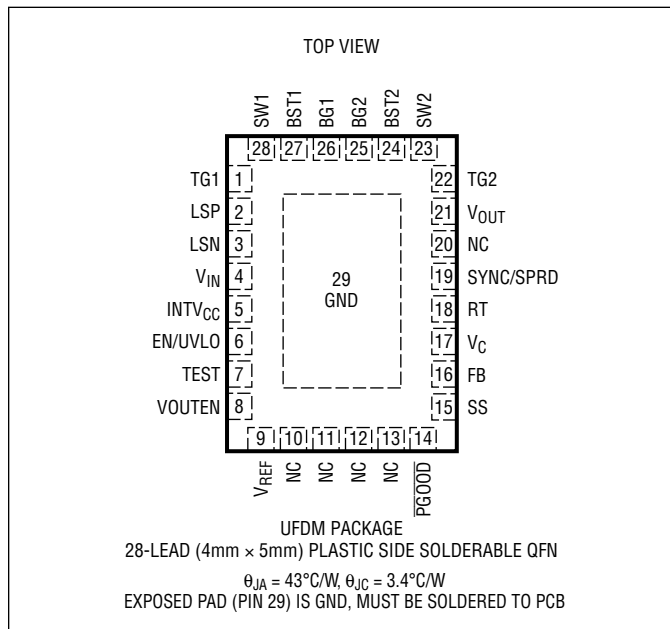 TOP VIEW
SW1 BST1 BG1 BG2 BST2 SW2
28 27 26 25 24 23
TG1 1
LSP 2
LSN 3
VIN 4
INTVCC 5
EN/UVLO 6
TEST 7
VOUTEN 8
29
GND
22 TG2
21 VOUT
20 NC
19 SYNC/SPRD
18 RT
17 VC
16 FB
15 SS
9 10 11 12 13 14
VREF NC NC NC NC PGOOD
UFDM PACKAGE
28-LEAD (4mm × 5mm) PLASTIC SIDE SOLDERABLE QFN
θJA = 43°C/W, θJC = 3.4°C/W
EXPOSED PAD (PIN 29) IS GND, MUST BE SOLDERED TO PCB